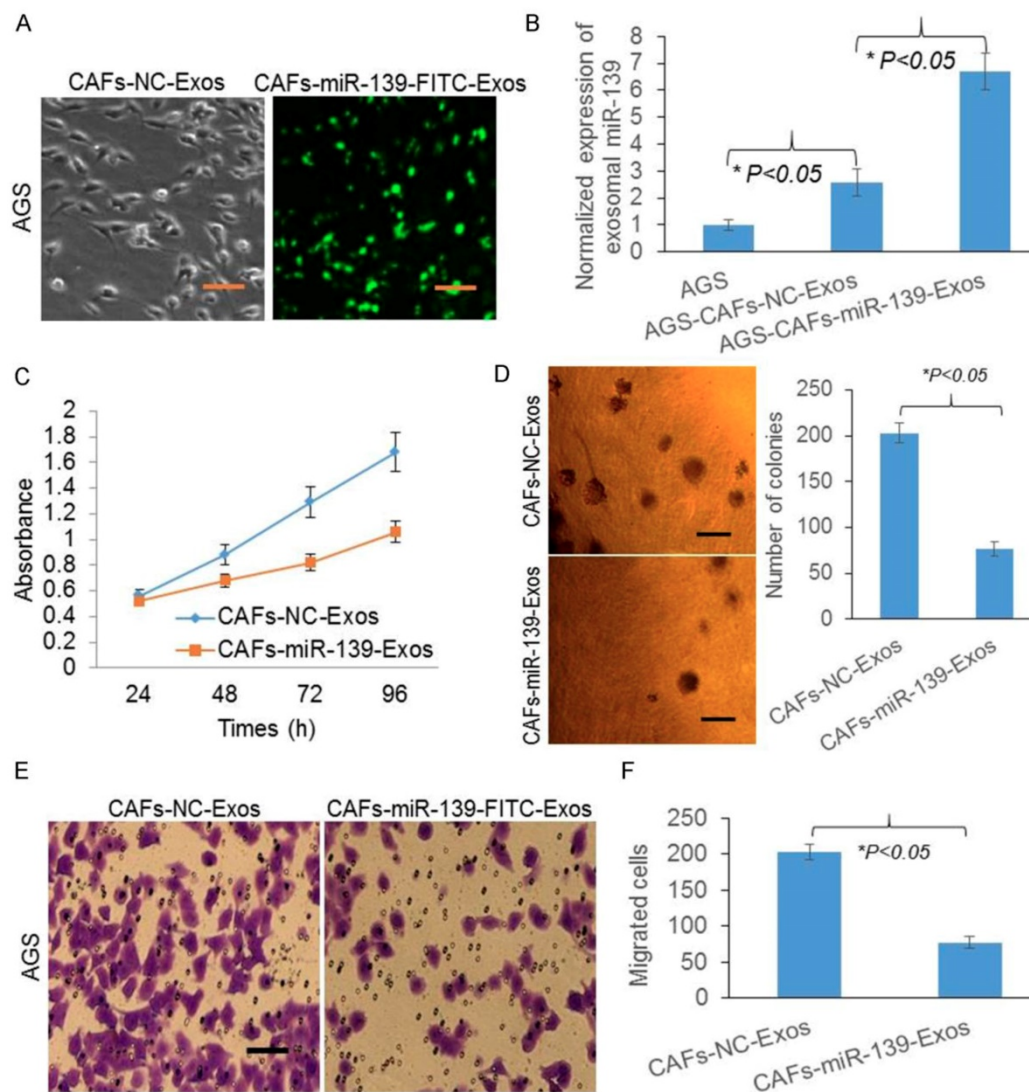 A
CAFs-NC-Exos
CAFs-miR-139-FITC-Exos
AGS
B
Normalized expression of
exosomal miR-139
8
7
6
5
4
3
2
1
0
* P<0.05
* P<0.05
AGS
AGS-CAFs-NC-Exos
AGS-CAFs-miR-139-Exos
C
Absorbance
2
1.8
1.6
1.4
1.2
1
0.8
0.6
0.4
0.2
0
CAFs-NC-Exos
CAFs-miR-139-Exos
24
48
72
96
Times (h)
D
CAFs-NC-Exos
CAFs-miR-139-Exos
Number of colonies
250
200
150
100
50
0
*P<0.05
CAFs-NC-Exos
CAFs-miR-139-Exos
E
CAFs-NC-Exos
CAFs-miR-139-FITC-Exos
AGS
F
Migrated cells
250
200
150
100
50
0
*P<0.05
CAFs-NC-Exos
CAFs-miR-139-Exos